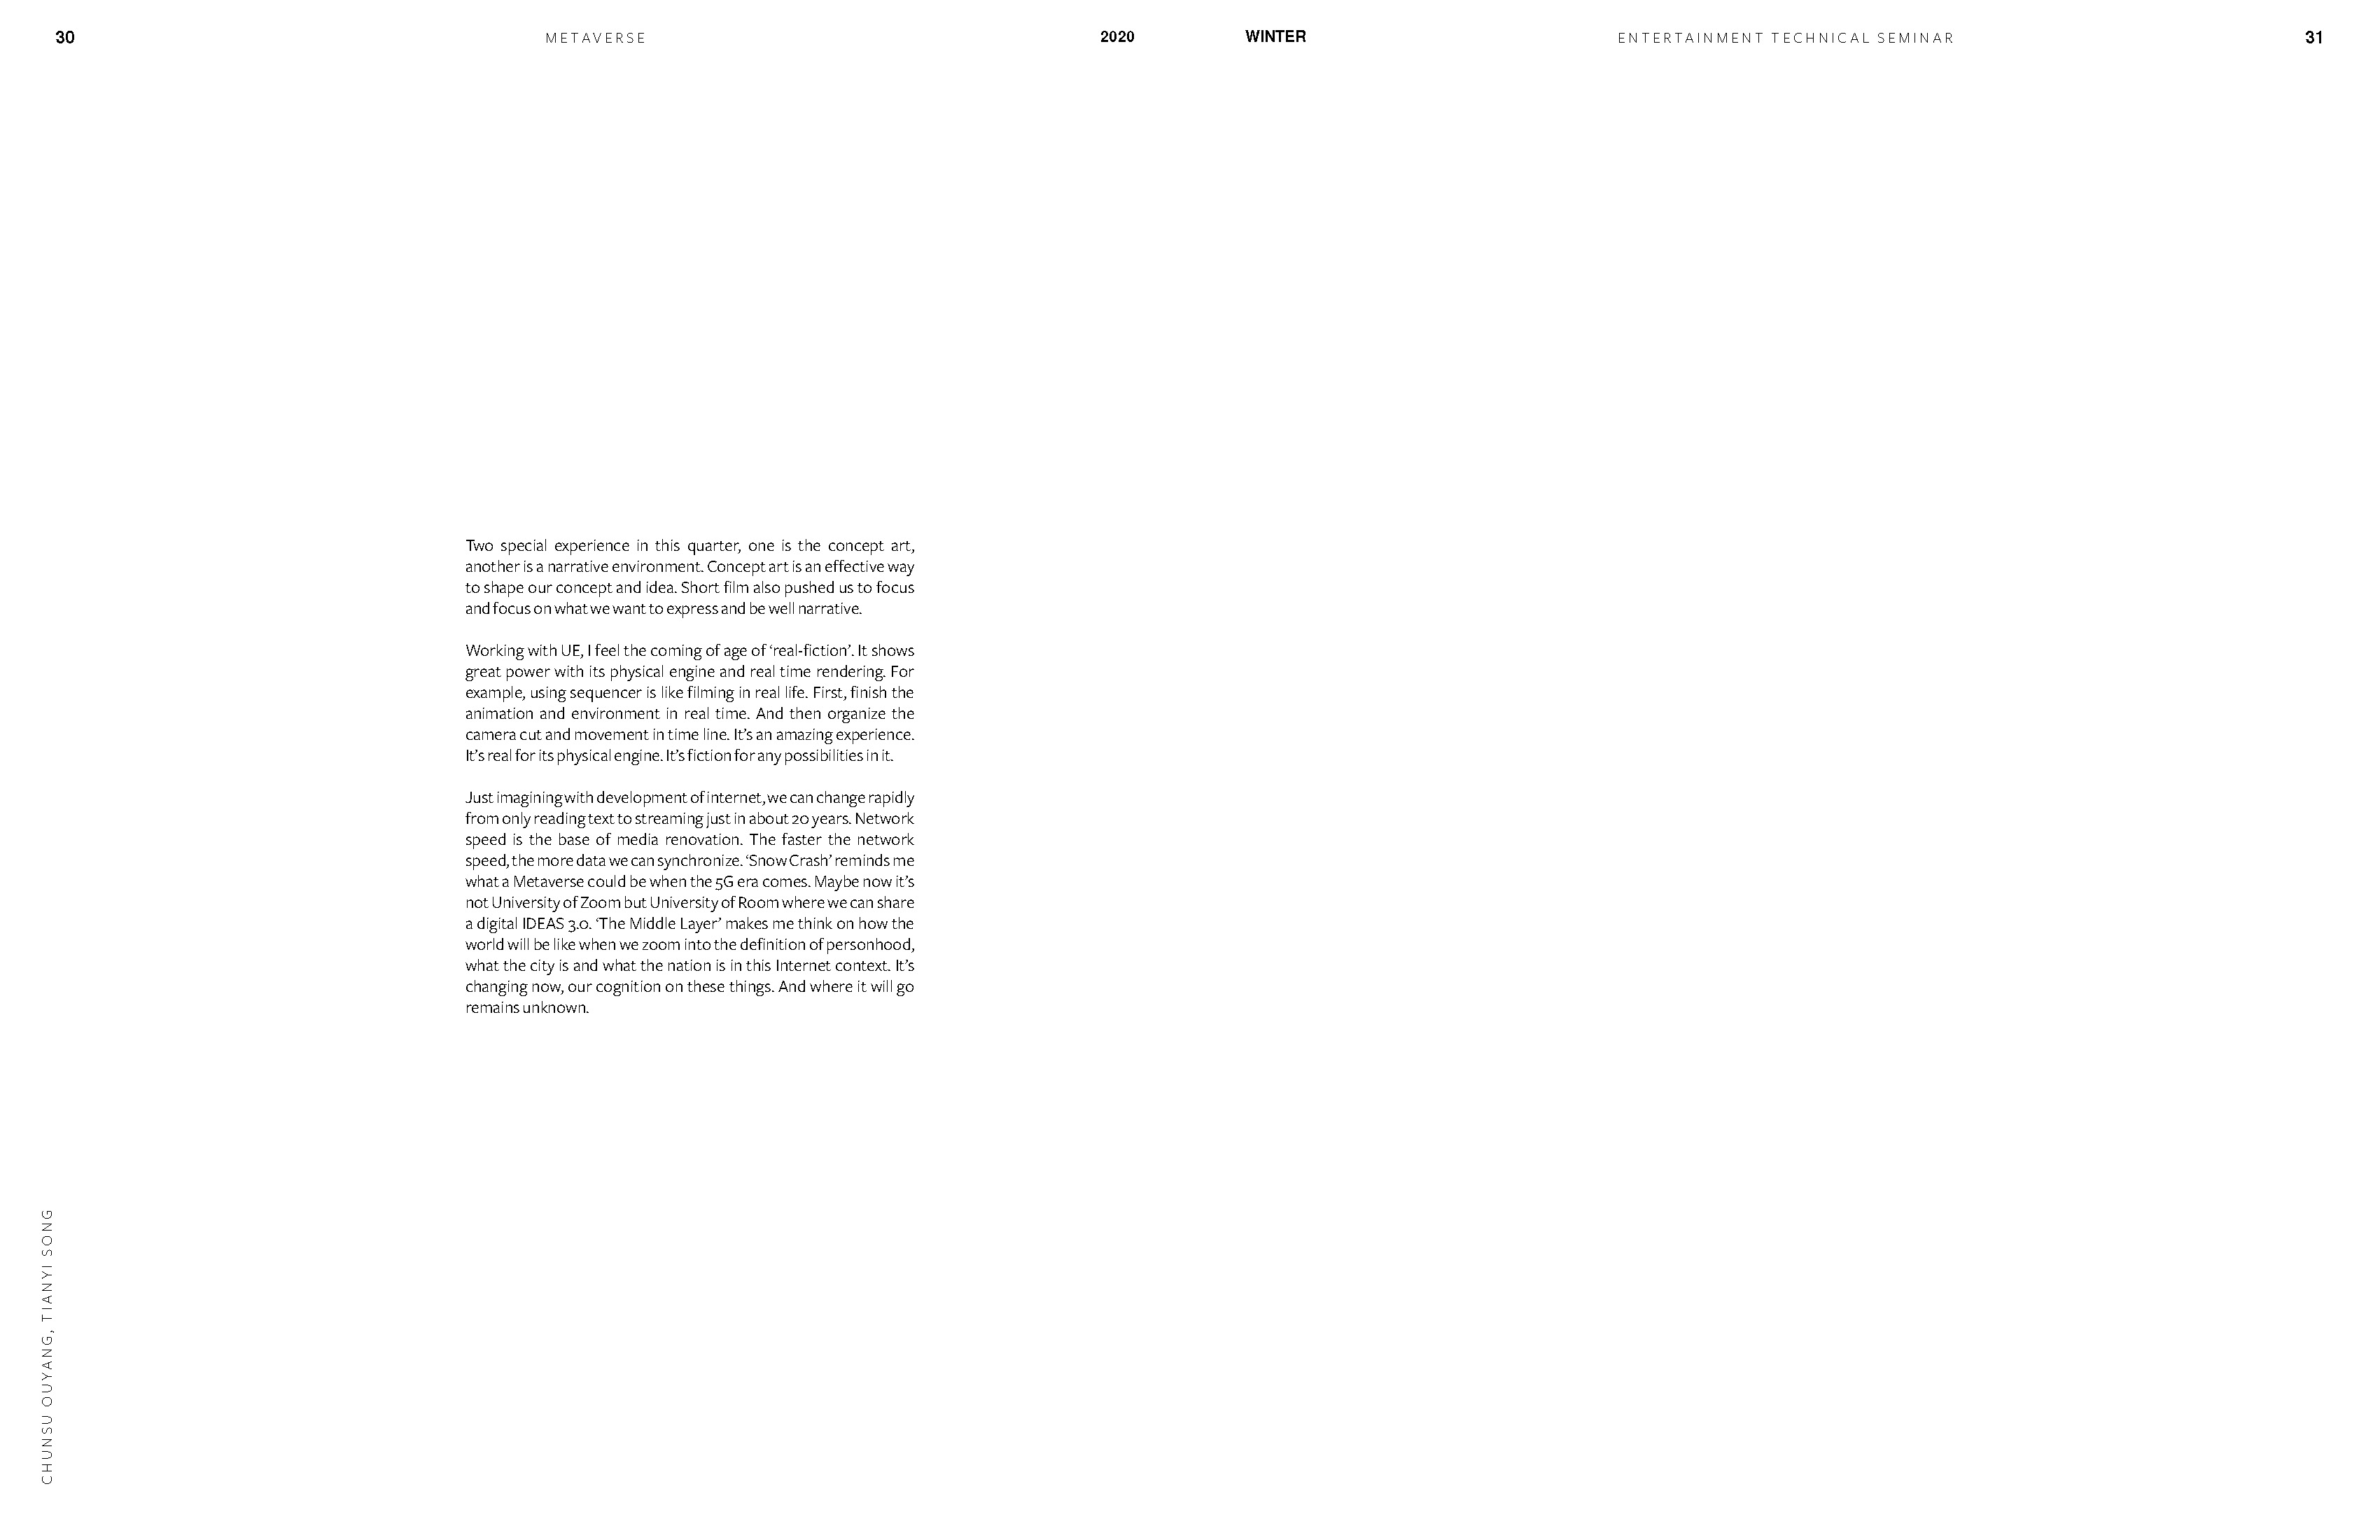 30
METAVERSE
2020
WINTER
ENTERTAINMENT TECHNICAL SEMINAR
31
Two special experience in this quarter, one is the concept art,
another is a narrative environment. Concept art is an effective way
to shape our concept and idea. Short film also pushed us to focus
and focus on what we want to express and be well narrative.
Working with UE, I feel the coming of age of ‘real-fiction’. It shows
great power with its physical engine and real time rendering. For
example, using sequencer is like filming in real life. First, finish the
animation and environment in real time. And then organize the
camera cut and movement in time line. It’s an amazing experience.
It’s real for its physical engine. It’s fiction for any possibilities in it.
Just imagining with development of internet, we can change rapidly
from only reading text to streaming just in about 20 years. Network
speed is the base of media renovation. The faster the network
speed, the more data we can synchronize. ‘Snow Crash’ reminds me
what a Metaverse could be when the 5G era comes. Maybe now it’s
not University of Zoom but University of Room where we can share
a digital IDEAS 3.0. ‘The Middle Layer’ makes me think on how the
world will be like when we zoom into the definition of personhood,
what the city is and what the nation is in this Internet context. It’s
changing now, our cognition on these things. And where it will go
remains unknown.
CHUNSU OUYANG, TIANYI SONG